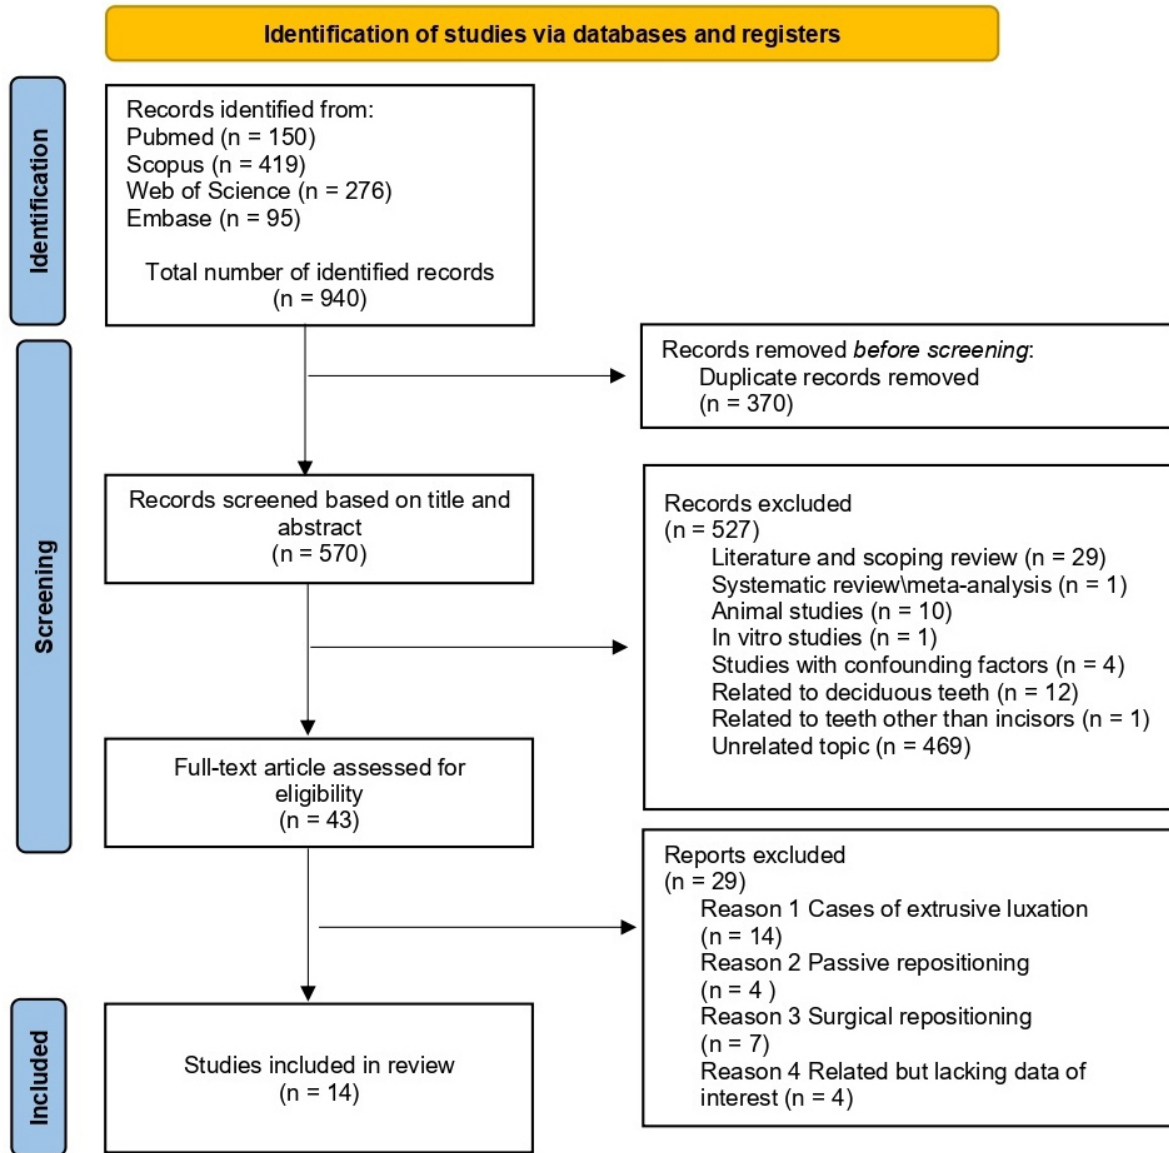 Identification of studies via databases and registers
Identification
Records identified from:
Pubmed (n = 150)
Scopus (n = 419)
Web of Science (n = 276)
Embase (n = 95)
Total number of identified records
(n = 940)
Records removed before screening:
Duplicate records removed
(n = 370)
Screening
Records screened based on title and
abstract
(n = 570)
Records excluded
(n = 527)
Literature and scoping review (n = 29)
Systematic review\meta-analysis (n = 1)
Animal studies (n = 10)
In vitro studies (n = 1)
Studies with confounding factors (n = 4)
Related to deciduous teeth (n = 12)
Related to teeth other than incisors (n = 1)
Unrelated topic (n = 469)
Full-text article assessed for
eligibility
(n = 43)
Reports excluded
(n = 29)
Reason 1 Cases of extrusive luxation
(n = 14)
Reason 2 Passive repositioning
(n = 4 )
Reason 3 Surgical repositioning
(n = 7)
Reason 4 Related but lacking data of
interest (n = 4)
Included
Studies included in review
(n = 14)